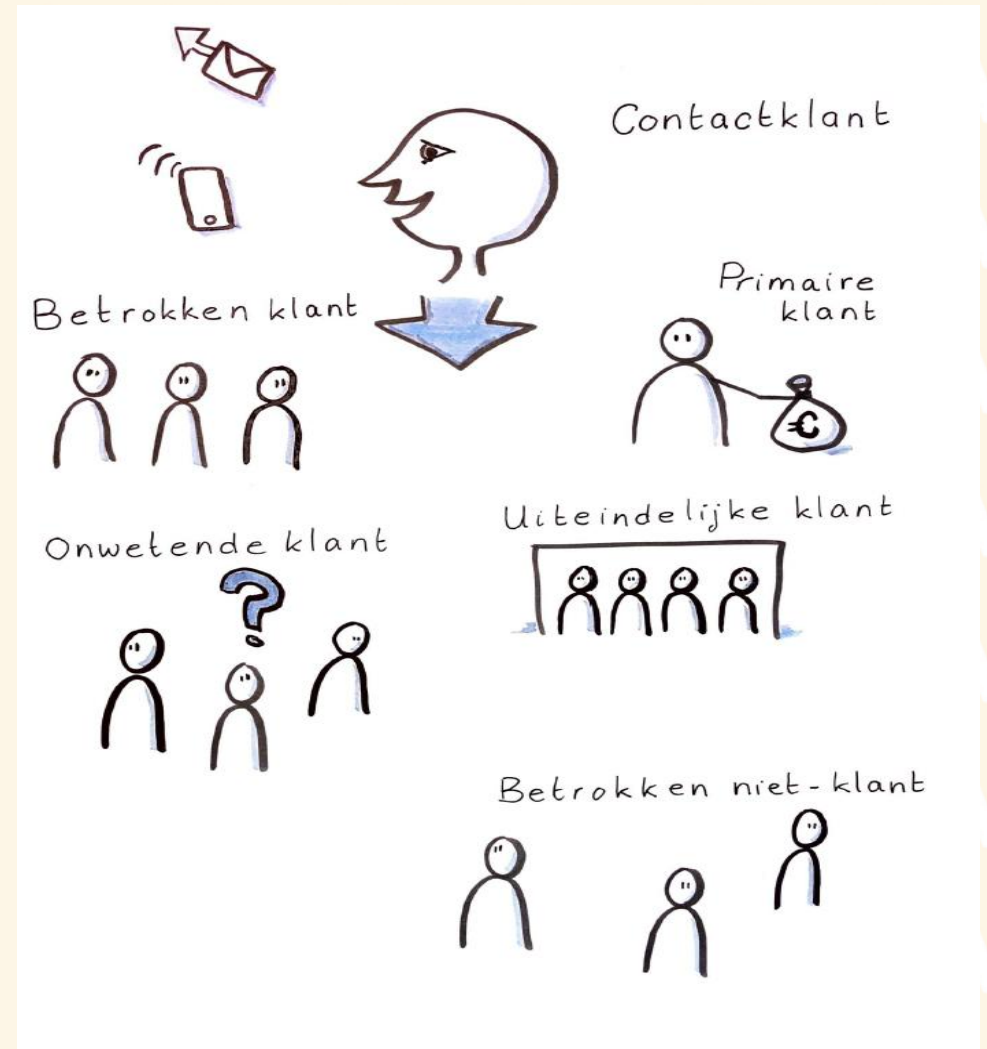 Contactklant
Betrokken klant
Primaire
klant
€
Onwetende klant
?
Uiteindelijke klant
Betrokken niet-klant